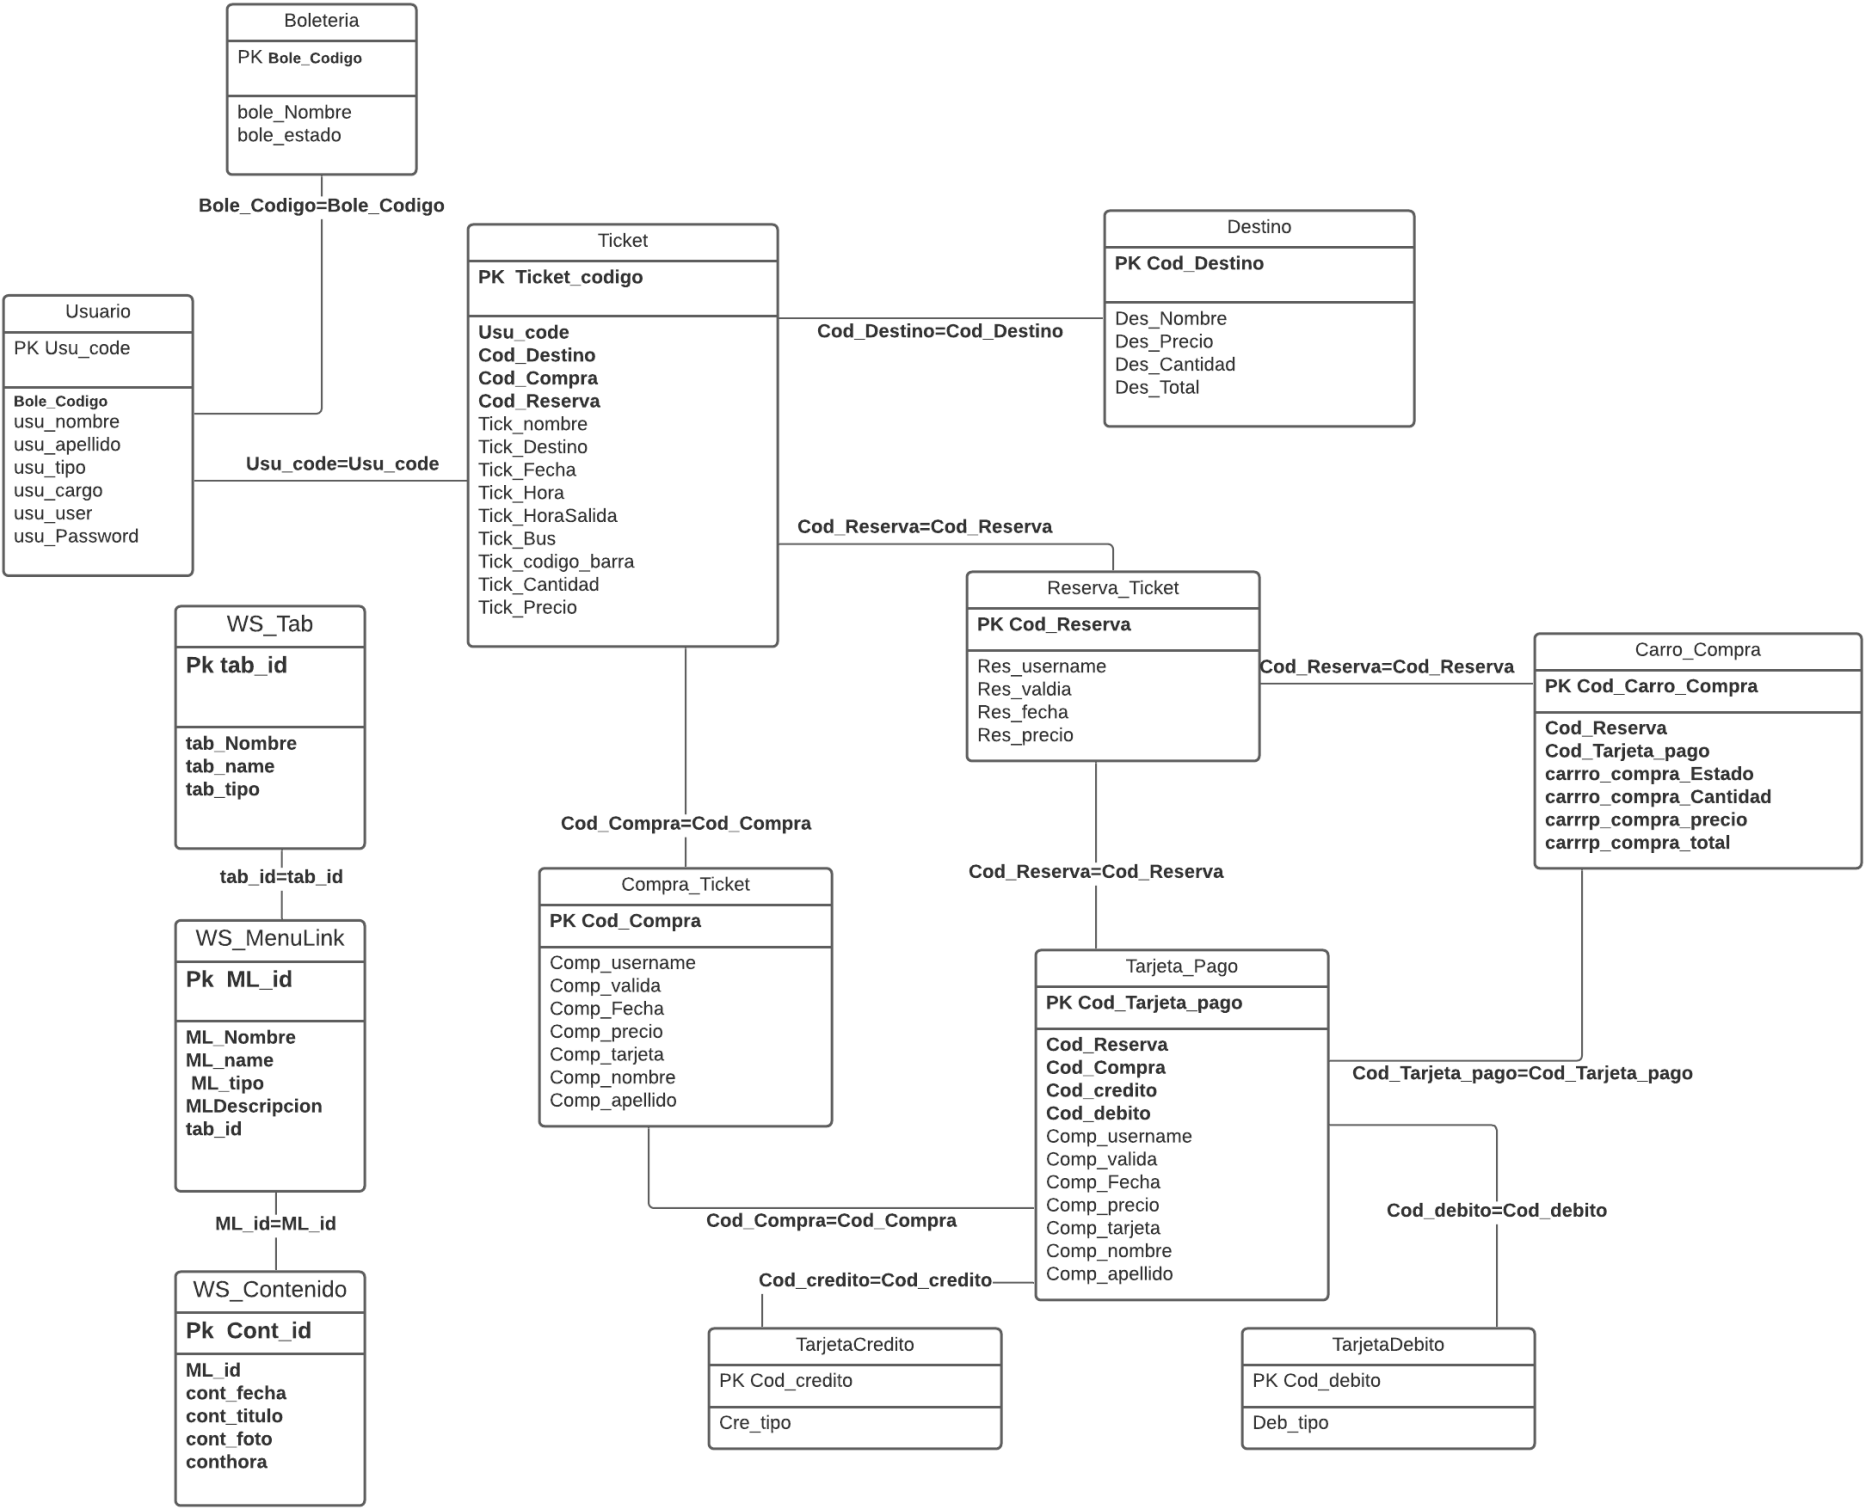 Boleteria
PK Bole_Codigo
bole_Nombre
bole_estado
Bole_Codigo=Bole_Codigo
Usuario
PK Usu_code
Bole_Codigo
usu_nombre
usu_apellido
usu_tipo
usu_cargo
usu_user
usu_Password
Usu_code=Usu_code
Ticket
PK Ticket_codigo
Usu_code
Cod_Destino
Cod_Compra
Cod_Reserva
Tick_nombre
Tick_Destino
Tick_Fecha
Tick_Hora
Tick_HoraSalida
Tick_Bus
Tick_codigo_barra
Tick_Cantidad
Tick_Precio
Cod_Destino=Cod_Destino
Destino
PK Cod_Destino
Des_Nombre
Des_Precio
Des_Cantidad
Des_Total
Cod_Reserva=Cod_Reserva
Reserva_Ticket
PK Cod_Reserva
Res_username
Res_valdia
Res_fecha
Res_precio
Cod_Reserva=Cod_Reserva
Carro_Compra
PK Cod_Carro_Compra
Cod_Reserva
Cod_Tarjeta_pago
carrro_compra_Estado
carrro_compra_Cantidad
carrrp_compra_precio
carrrp_compra_total
WS_Tab
Pk tab_id
tab_Nombre
tab_name
tab_tipo
tab_id=tab_id
WS_MenuLink
Pk ML_id
ML_Nombre
ML_name
ML_tipo
MLDescripcion
tab_id
ML_id=ML_id
WS_Contenido
Pk Cont_id
ML_id
cont_fecha
cont_titulo
cont_foto
conthora
Cod_Compra=Cod_Compra
Compra_Ticket
PK Cod_Compra
Comp_username
Comp_valida
Comp_Fecha
Comp_precio
Comp_tarjeta
Comp_nombre
Comp_apellido
Cod_Compra=Cod_Compra
Cod_Reserva=Cod_Reserva
Tarjeta_Pago
PK Cod_Tarjeta_pago
Cod_Reserva
Cod_Compra
Cod_credito
Cod_debito
Comp_username
Comp_valida
Comp_Fecha
Comp_precio
Comp_tarjeta
Comp_nombre
Comp_apellido
Cod_Tarjeta_pago=Cod_Tarjeta_pago
Cod_debito=Cod_debito
Cod_credito=Cod_credito
TarjetaCredito
PK Cod_credito
Cre_tipo
TarjetaDebito
PK Cod_debito
Deb_tipo